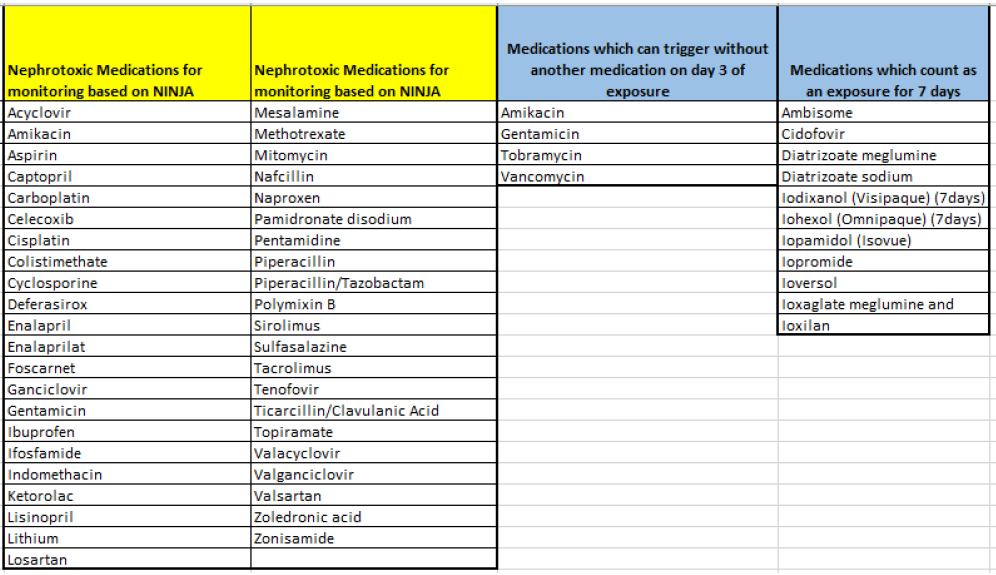 Nephrotoxic Medications for
monitoring based on NINJA
Nephrotoxic Medications for
monitoring based on NINJA
Medications which can trigger without
another medication on day 3 of
exposure
Medications which count as
an exposure for 7 days
Acyclovir
Mesalamine
Amikacin
Ambisome
Amikacin
Methotrexate
Gentamicin
Cidofovir
Aspirin
Mitomycin
Tobramycin
Diatrizoate meglumine
Captopril
Nafcillin
Vancomycin
Diatrizoate sodium
Carboplatin
Naproxen
Iodixanol (Visipaque) (7days)
Celecoxib
Pamidronate disodium
Iohexol (Omnipaque) (7days)
Cisplatin
Pentamidine
Iopamidol (Isovue)
Colistimethate
Piperacillin
Iopromide
Cyclosporine
Piperacillin/Tazobactam
Ioversol
Deferasirox
Polymixin B
Ioxaglate meglumine and
Enalapril
Sirolimus
Ioxilan
Enalaprilat
Sulfasalazine
Foscarnet
Tacrolimus
Ganciclovir
Tenofovir
Gentamicin
Ticarcillin/Clavulanic Acid
Ibuprofen
Topiramate
Ifosfamide
Valacyclovir
Indomethacin
Valganciclovir
Ketorolac
Valsartan
Lisinopril
Zoledronic acid
Lithium
Zonisamide
Losartan